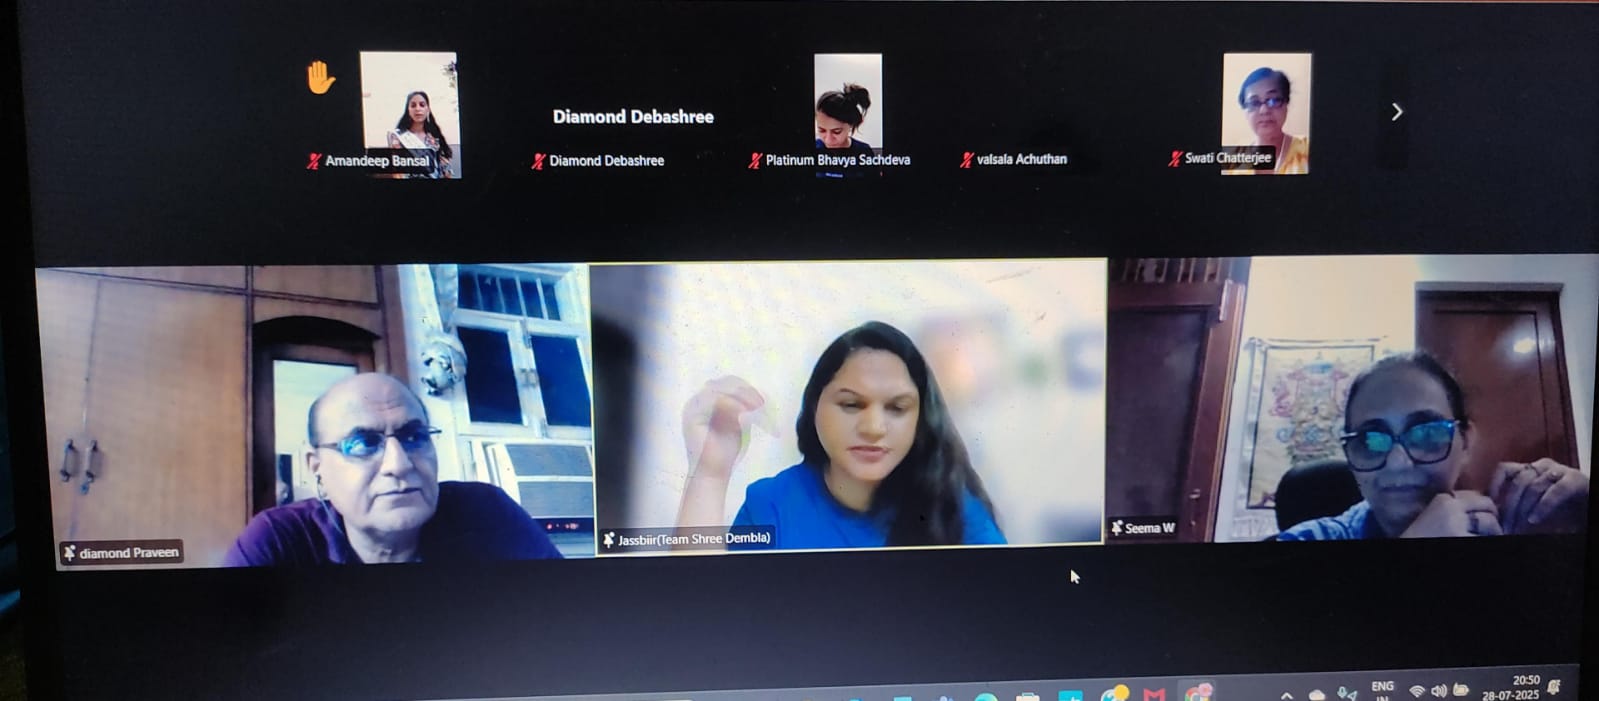 Diamond Debashree
Amandeep Bansal
Diamond Debashree
Platinum Bhavya Sachdeva
valsala Achuthan
Swati Chatterjee
diamond Praveen
Jassbiir(Team Shree Dembla)
Seema W
ENG
IN
20:50
28-07-2025